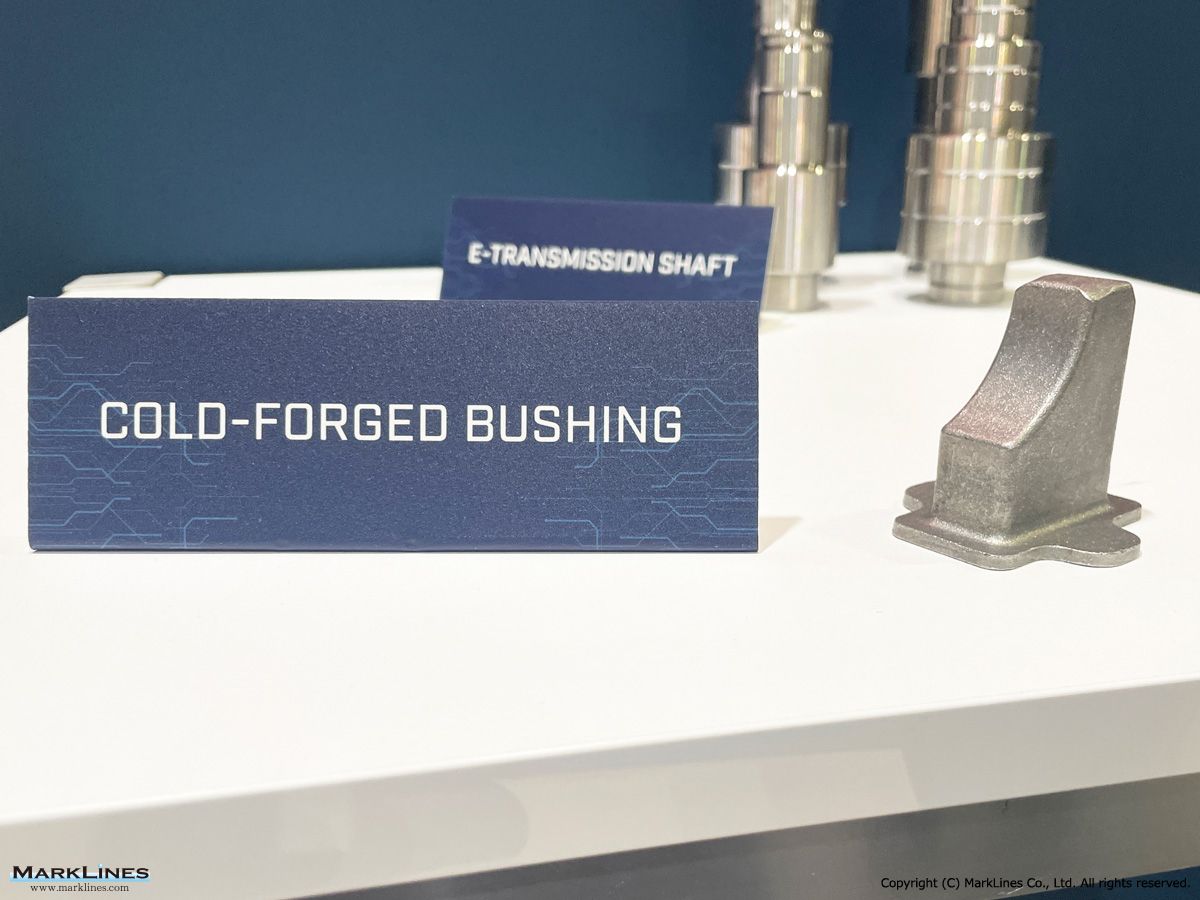 E-TRANSMISSION SHAFT
COLD-FORGED BUSHING
MARKLINES
www.marklines.com
Copyright (C) MarkLines Co., Ltd. All rights reserved.